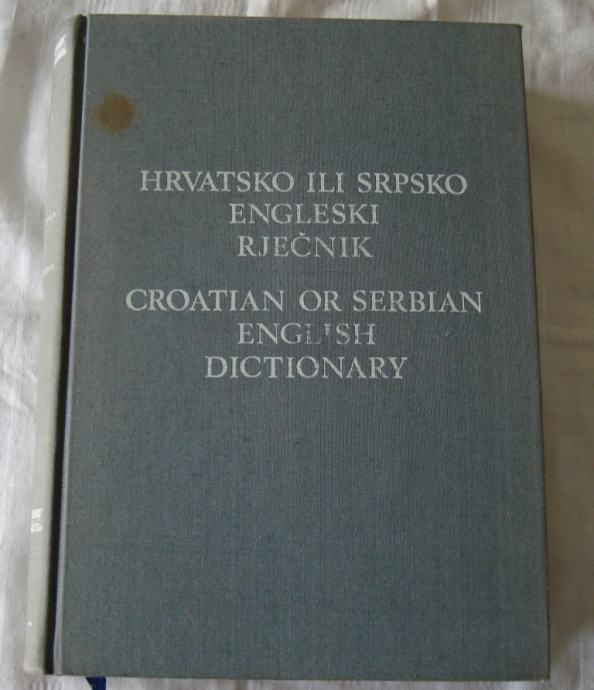 HRVATSKO ILI SRPSKO
ENGLESKI
RJEČNIK
CROATIAN OR SERBIAN
ENGLISH
DICTIONARY